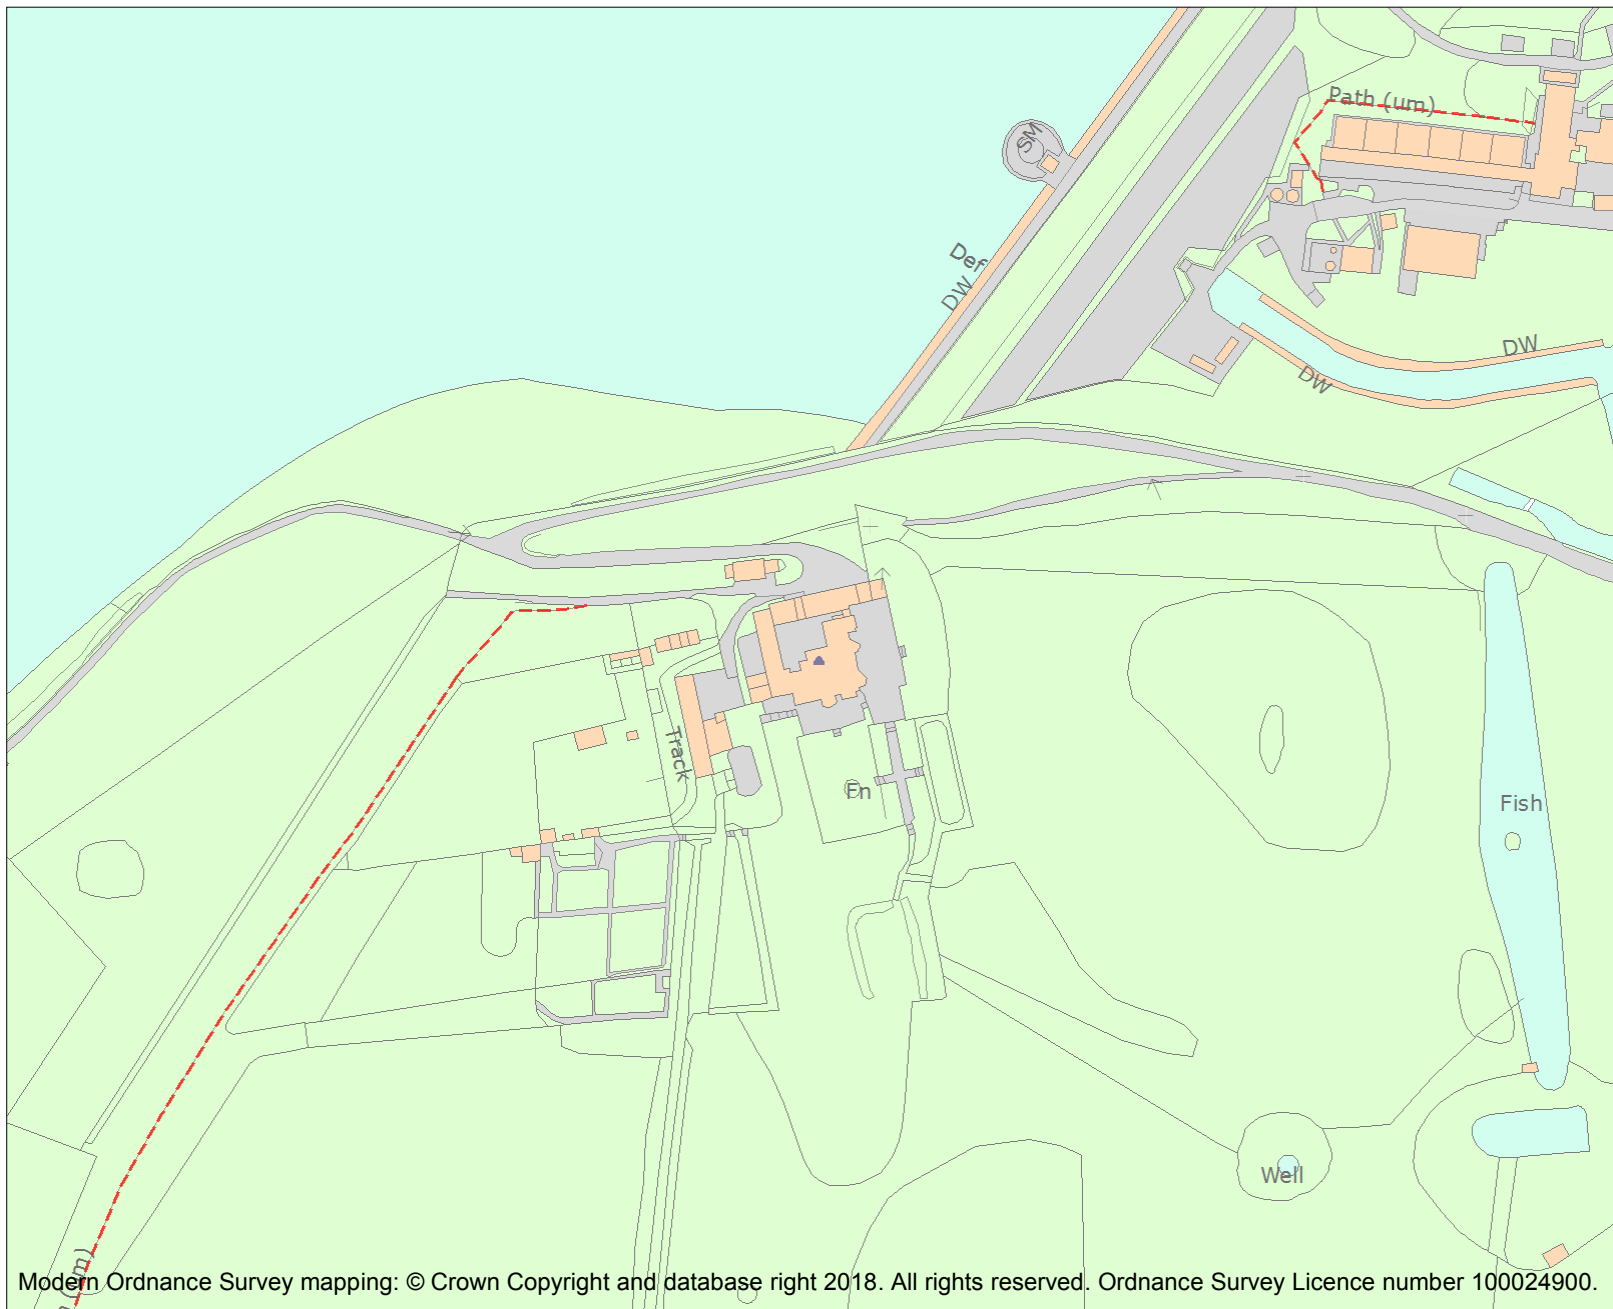 Path (um)
SM
Def
DW
DW
DW
Track
Fn
Fish
Well
(um)
Modern Ordnance Survey mapping: © Crown Copyright and database right 2018. All rights reserved. Ordnance Survey Licence number 100024900.